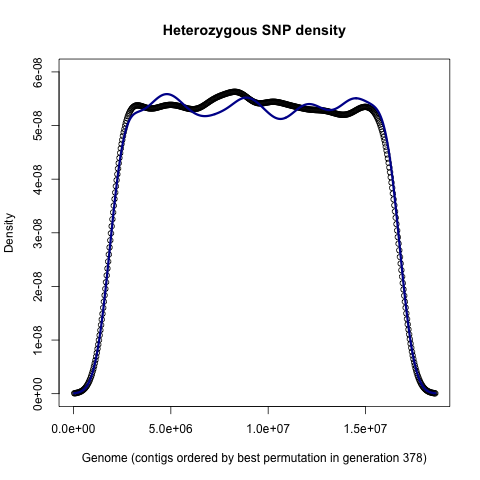 Heterozygous SNP density
6e-08
5e-08
4e-08
3e-08
2e-08
1e-08
0e+00
Density
0.0e+00 5.0e+06 1.0e+07 1.5e+07
Genome (contigs ordered by best permutation in generation 378)